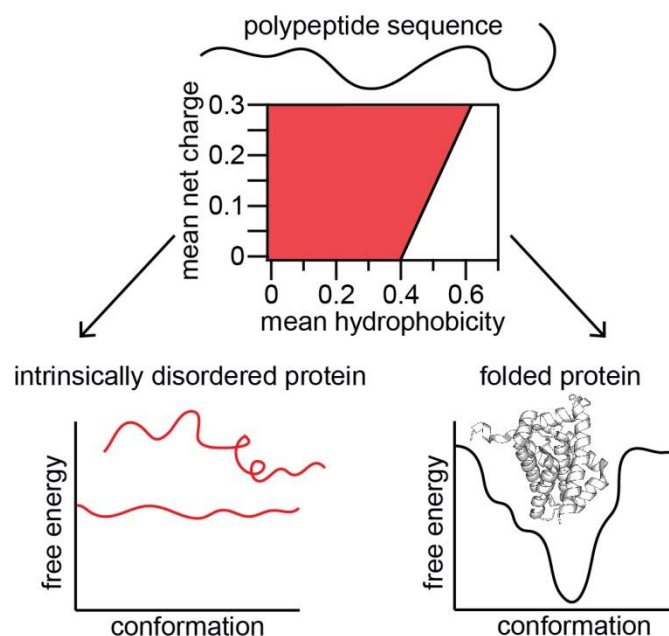 polypeptide sequence
mean net charge
0.3
0.2
0.1
0
0 0.2 0.4 0.6
mean hydrophobicity
intrinsically disordered protein
folded protein
free energy
conformation
free energy
conformation